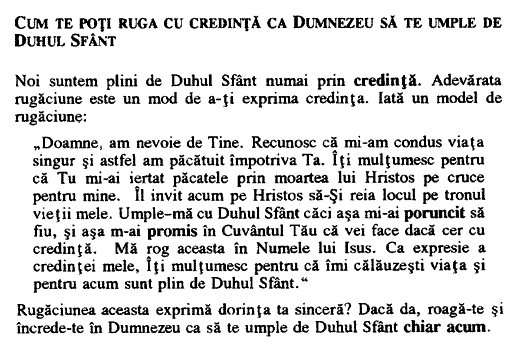 CUM TE POŢI RUGA CU CREDINŢĂ CA DUMNEZEU SĂ TE UMPLE DE
DUHUL SFÂNT
Noi suntem plini de Duhul Sfânt numai prin credinţă. Adevărata
rugăciune este un mod de a-ţi exprima credinţa. Iată un model de
rugăciune:
„Doamne, am nevoie de Tine. Recunosc că mi-am condus viaţa
singur şi astfel am păcătuit împotriva Ta. Îţi mulţumesc pentru
că Tu mi-ai iertat păcatele prin moartea lui Hristos pe cruce
pentru mine. Îl invit acum pe Hristos să-Şi reia locul pe tronul
vieţii mele. Umple-mă cu Duhul Sfânt căci aşa mi-ai poruncit să
fiu, şi aşa m-ai promis în Cuvântul Tău că vei face dacă cer cu
credinţă. Mă rog aceasta în Numele lui Isus. Ca expresie a
credinţei mele, Îţi mulţumesc pentru că îmi călăuzeşti viaţa şi
pentru acum sunt plin de Duhul Sfânt.“
Rugăciunea aceasta exprimă dorinţa ta sinceră? Dacă da, roagă-te şi
încrede-te în Dumnezeu ca să te umple de Duhul Sfânt chiar acum.